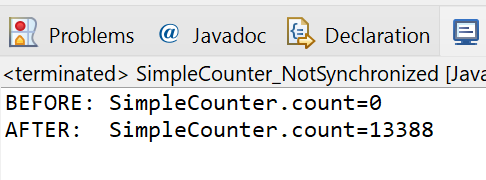 Problems @ Javadoc Declaration
<terminated> SimpleCounter_NotSynchronized [Java
BEFORE: SimpleCounter.count=0
AFTER:  SimpleCounter.count=13388